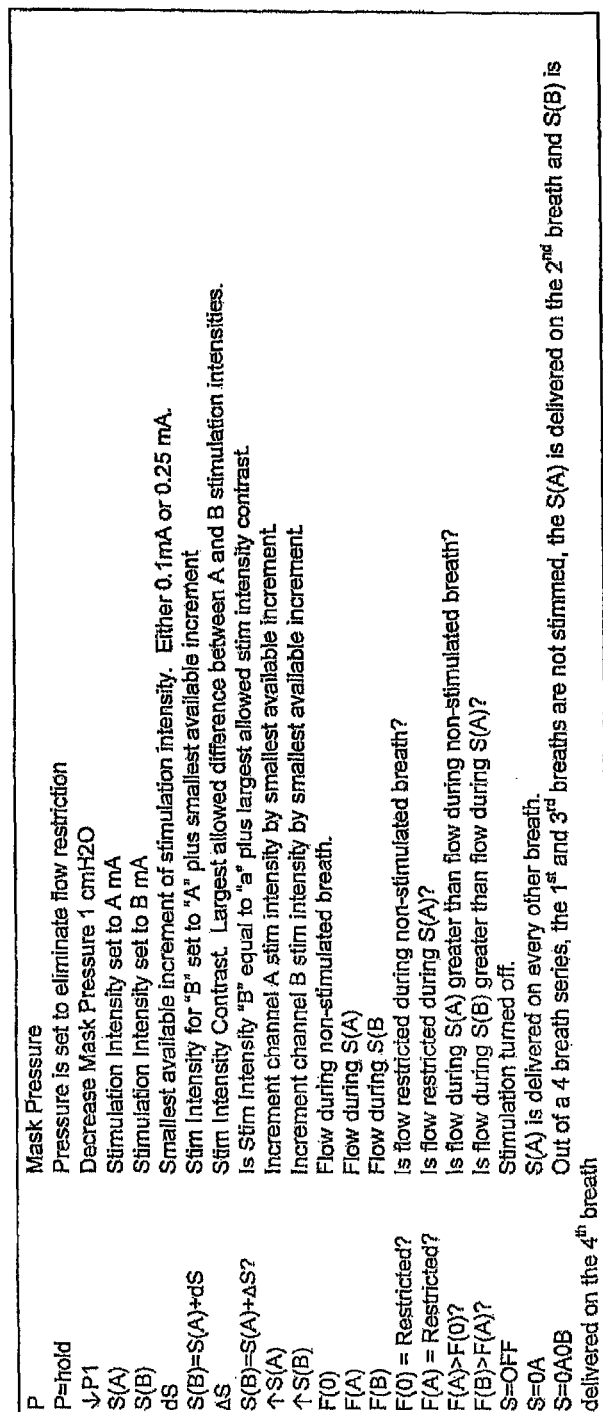 P Mask Pressure
P=hold Pressure is set to eliminate flow restriction
↓P1 Decrease Mask Pressure 1 cmH2O
S(A) Stimulation Intensity set to A mA
S(B) Stimulation Intensity set to B mA
dS Smallest available increment of stimulation intensity. Either 0.1mA or 0.25 mA.
S(B)=S(A)+dS Stim Intensity for "B" set to "A" plus smallest available increment
ΔS Stim Intensity Contrast. Largest allowed difference between A and B stimulation intensities.
S(B)=S(A)+ΔS? Is Stim Intensity "B" equal to "a" plus largest allowed stim intensity contrast.
↑S(A) Increment channel A stim intensity by smallest available increment.
↑S(B) Increment channel B stim intensity by smallest available increment.
F(0) Flow during non-stimulated breath.
F(A) Flow during S(A)
F(B) Flow during S(B
F(0) = Restricted? Is flow restricted during non-stimulated breath?
F(A) = Restricted? Is flow restricted during S(A)?
F(A)>F(0)? Is flow during S(A) greater than flow during non-stimulated breath?
F(B)>F(A)? Is flow during S(B) greater than flow during S(A)?
S=OFF Stimulation turned off.
S=0A S(A) is delivered on every other breath.
S=0A0B Out of a 4 breath series, the 1st and 3rd breaths are not stimmed, the S(A) is delivered on the 2nd breath and S(B) is
delivered on the 4th breath